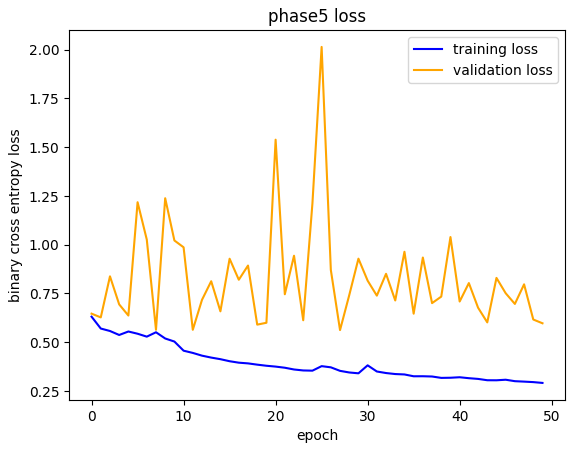 phase5 loss
training loss
validation loss
binary cross entropy loss
2.00
1.75
1.50
1.25
1.00
0.75
0.50
0.25
0 10 20 30 40 50
epoch